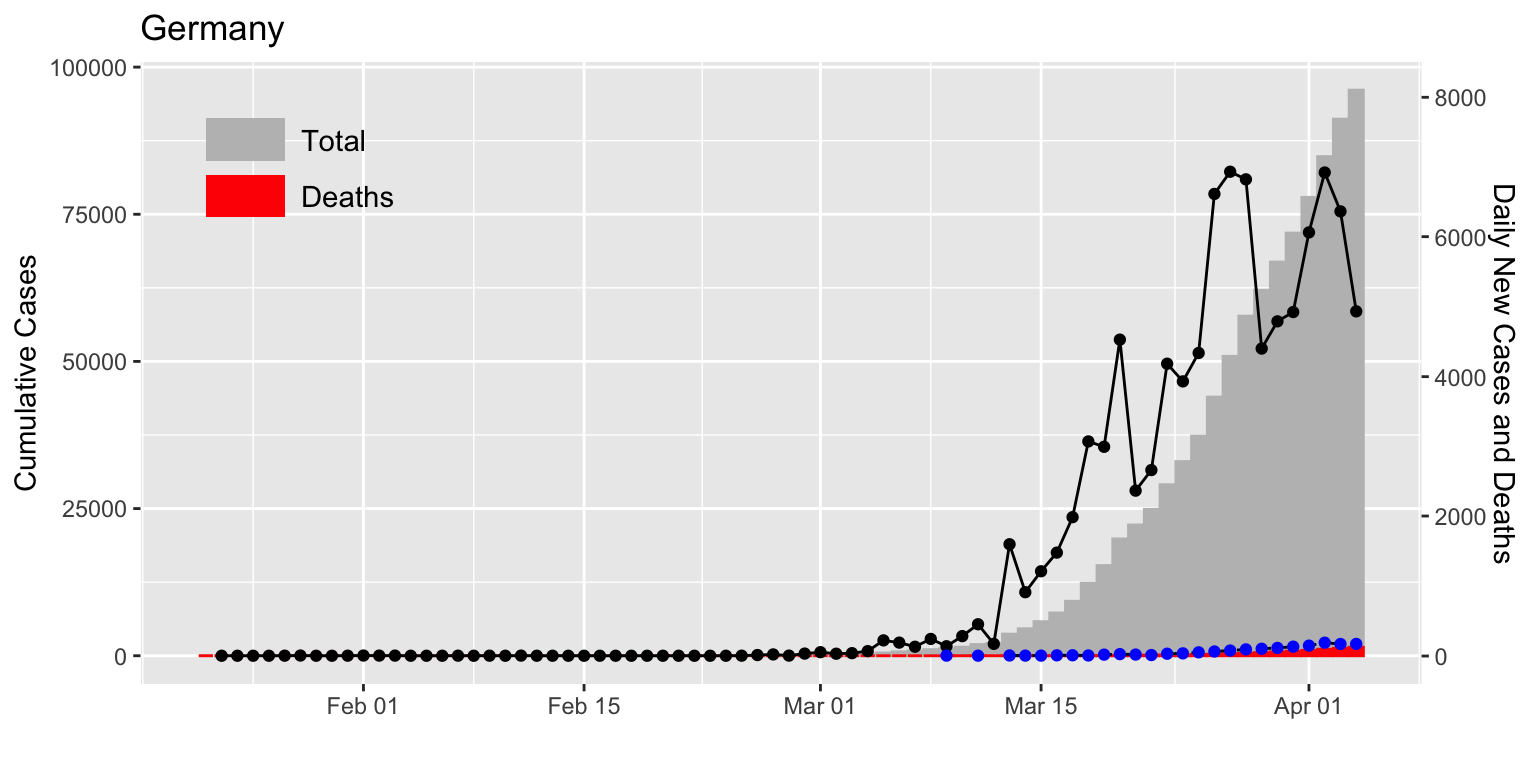 Germany
100000
75000
50000
25000
0
Cumulative Cases
Total
Deaths
8000
6000
4000
2000
0
Daily New Cases and Deaths
Feb 01
Feb 15
Mar 01
Mar 15
Apr 01